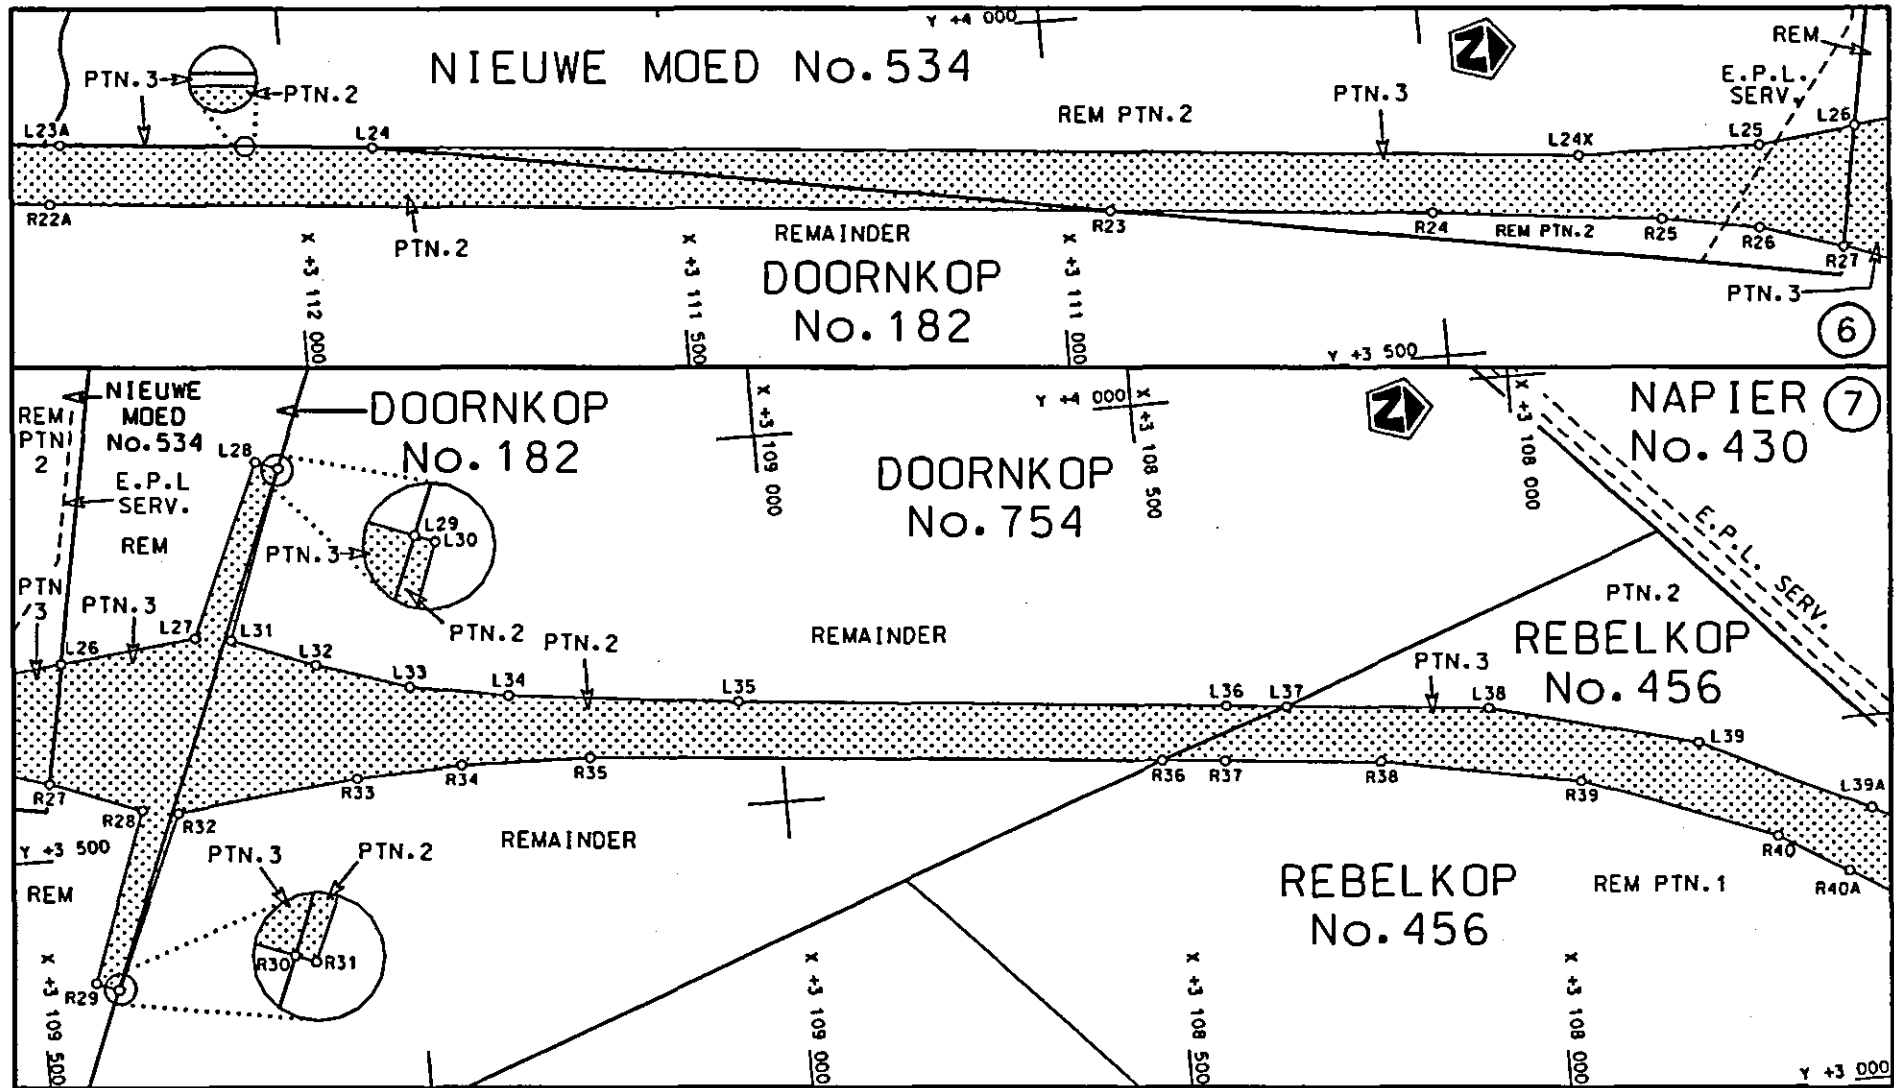 Y +4 000
NIEUWE MOED No.534
N
REM
PTN.3
PTN.2
E.P.L.
SERV.
PTN.3
REM PTN.2
L23A
L24
L24X
L25
L26
R22A
PTN.2
REMAINDER
R23
R24
REM PTN.2
R25
R26
R27
DOORNKOP
No.182
PTN.3
X +3 112 000
X +3 111 500
X +3 111 000
Y +3 500
6
NIEUWE
MOED
No.534
REM
PTN
2
E.P.L
SERV.
REM
DOORNKOP
No.182
Y +4 000
X +3 109 000
X +3 108 500
N
X +3 108 000
NAPIER
No.430
7
DOORNKOP
No.754
L28
L29
L30
PTN.3
PTN.2
E.P.L. SERV.
PTN
3
PTN.3
L26
L27
L31
L32
L33
L34
PTN.2
L35
REMAINDER
L36
L37
PTN.3
L38
PTN.2
REBELKOP
No.456
L39
L39A
R27
R28
R32
R33
R34
R35
R36
R37
R38
R39
R40
R40A
Y +3 500
REM
PTN.3
PTN.2
REMAINDER
REBELKOP
No.456
REM PTN.1
R29
R30
R31
X +3 109 500
X +3 109 000
X +3 108 500
X +3 108 000
Y +3 000